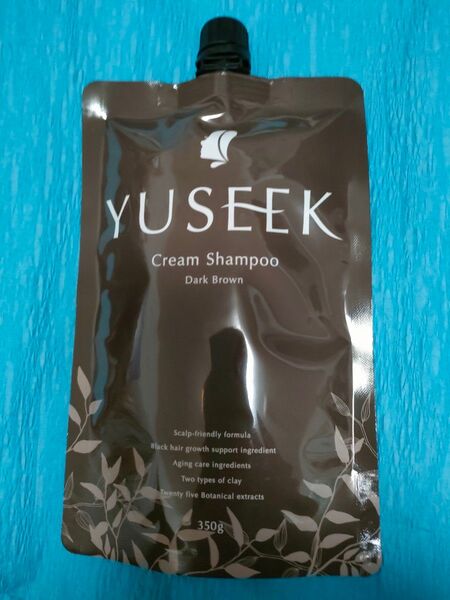 YUSEEK
Cream Shampoo
Dark Brown
Scalp-friendly formula
Black hair growth support ingredient
Aging care ingredients
Two types of clay
Twenty five Botanical extracts
350g